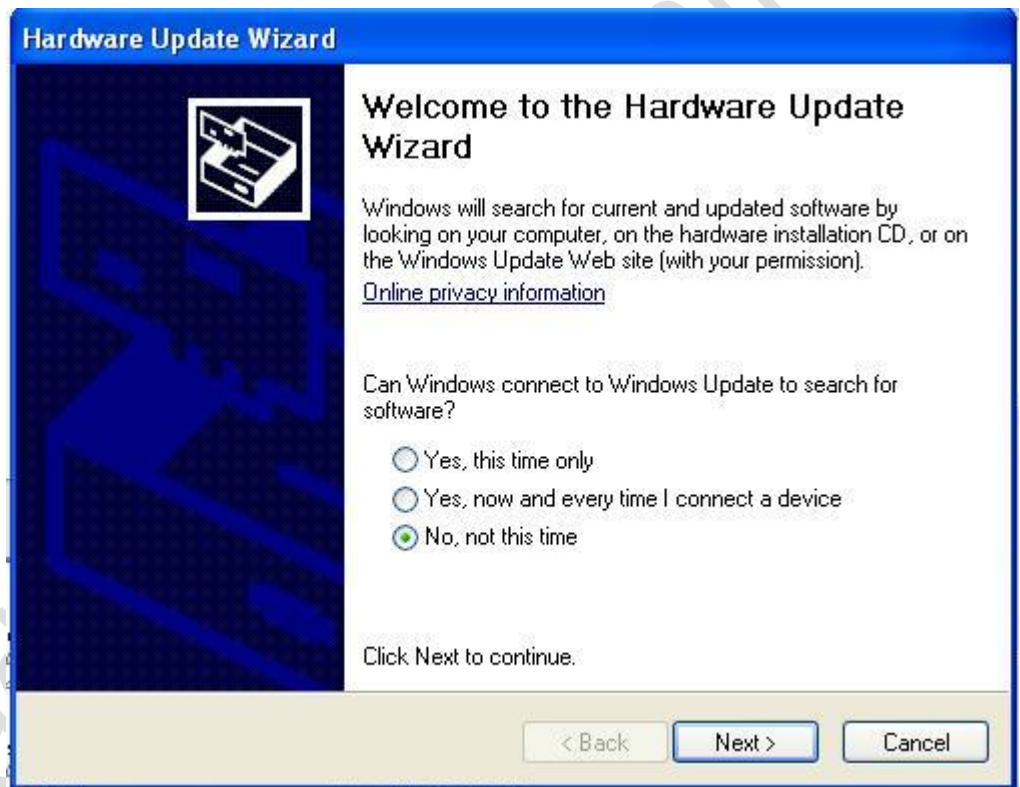 Hardware Update Wizard
Welcome to the Hardware Update
Wizard
Windows will search for current and updated software by
looking on your computer, on the hardware installation CD, or on
the Windows Update Web site (with your permission).
Online privacy information
Can Windows connect to Windows Update to search for
software?
Yes, this time only
Yes, now and every time I connect a device
No, not this time
Click Next to continue.
< Back
Next >
Cancel